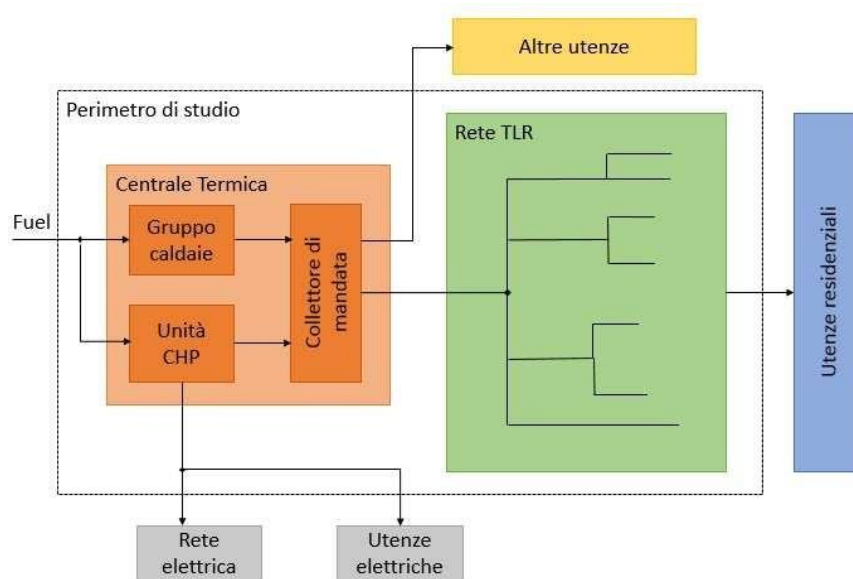 Altre utenze
Perimetro di studio
Rete TLR
Centrale Termica
Fuel
Gruppo
caldaie
Unità
CHP
Collettore di
mandata
Utenze residenziali
Rete
elettrica
Utenze
elettriche